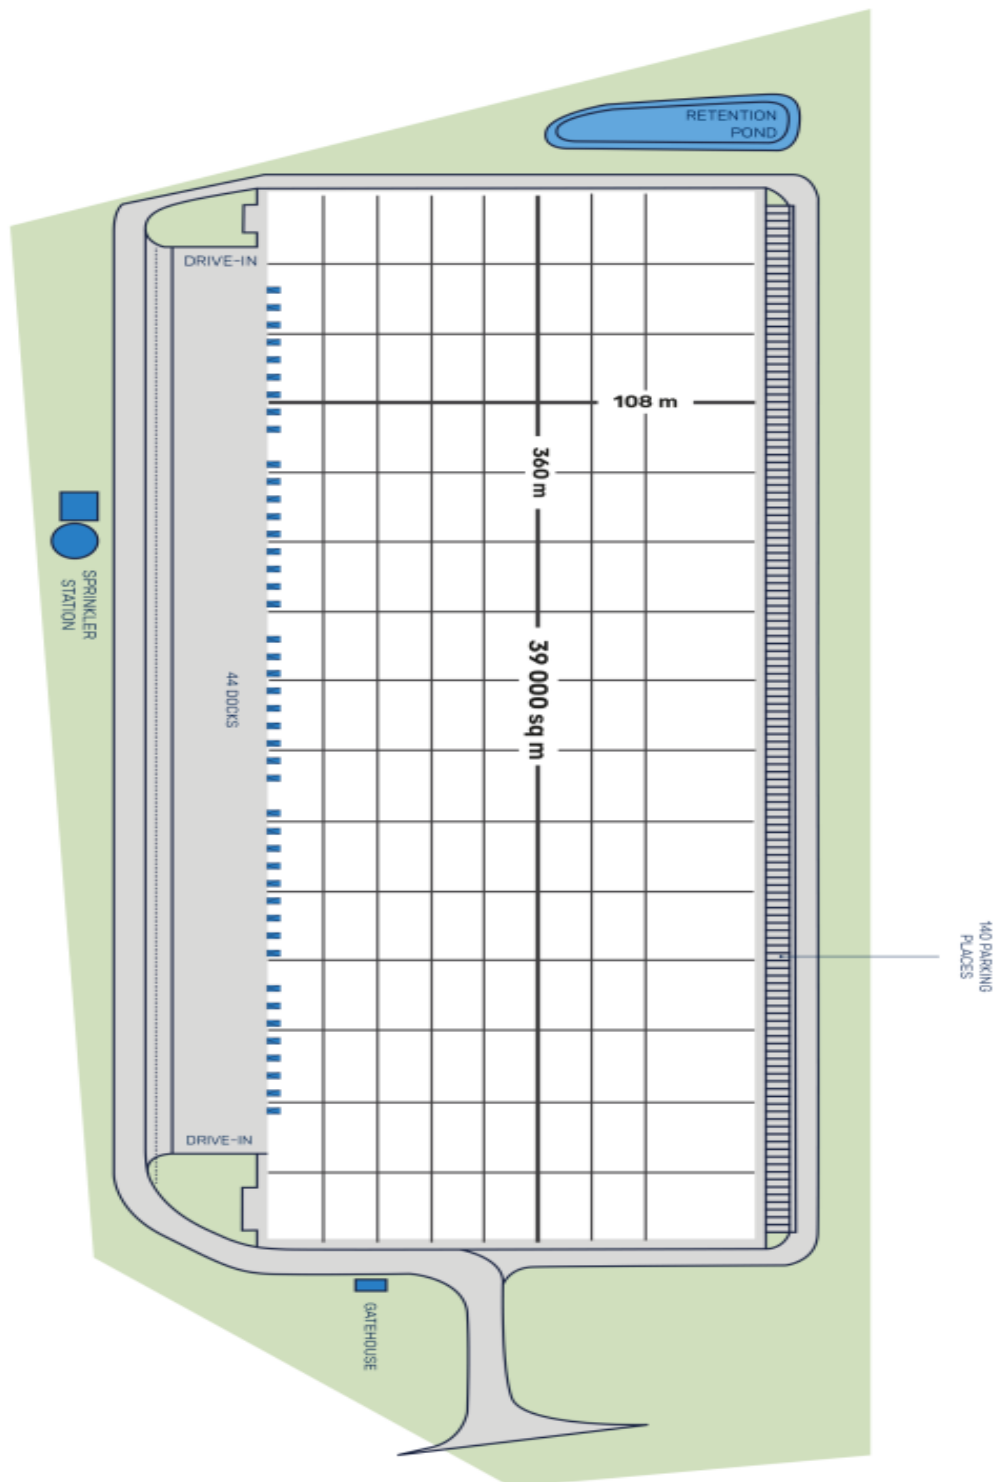 RETENTION
POND
DRIVE-IN
108 m
360 m
SPRINKLER
STATION
39 000 sq m
44 DOCKS
140 PARKING
PLACES
DRIVE-IN
GATEHOUSE